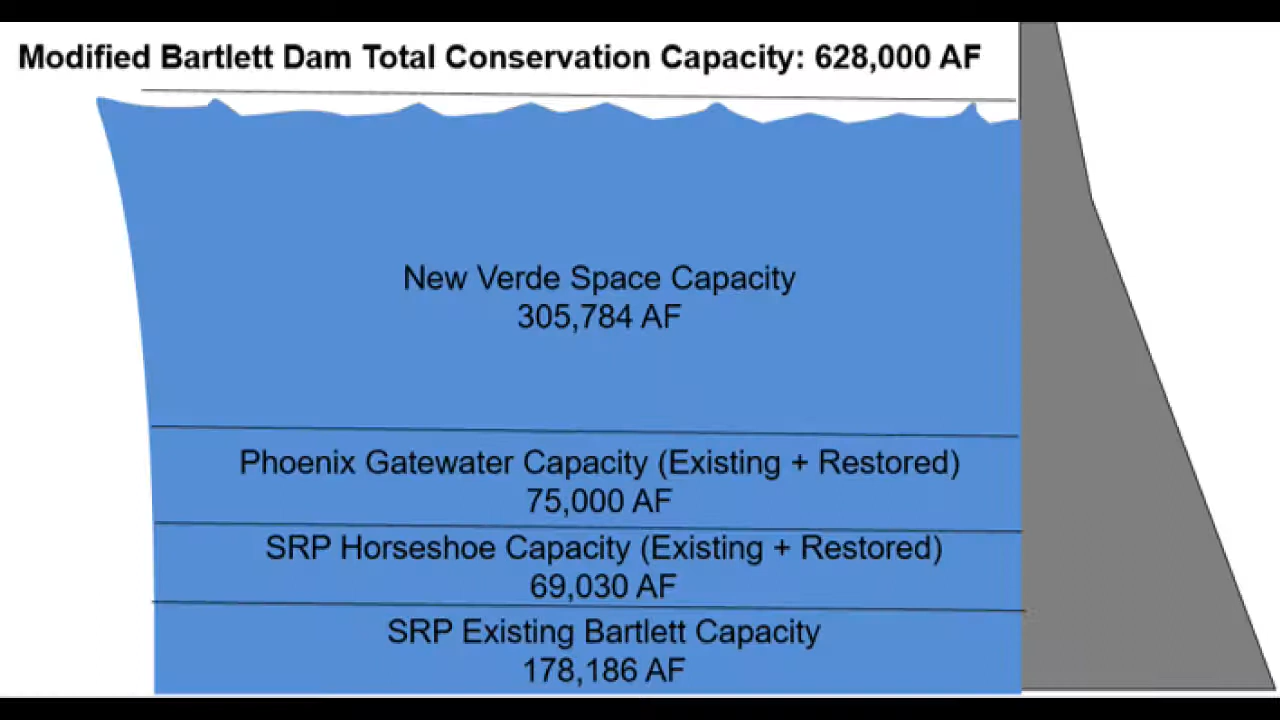 Modified Bartlett Dam Total Conservation Capacity: 628,000 AF
New Verde Space Capacity
305,784 AF
Phoenix Gatewater Capacity (Existing + Restored)
75,000 AF
SRP Horseshoe Capacity (Existing + Restored)
69,030 AF
SRP Existing Bartlett Capacity
178,186 AF